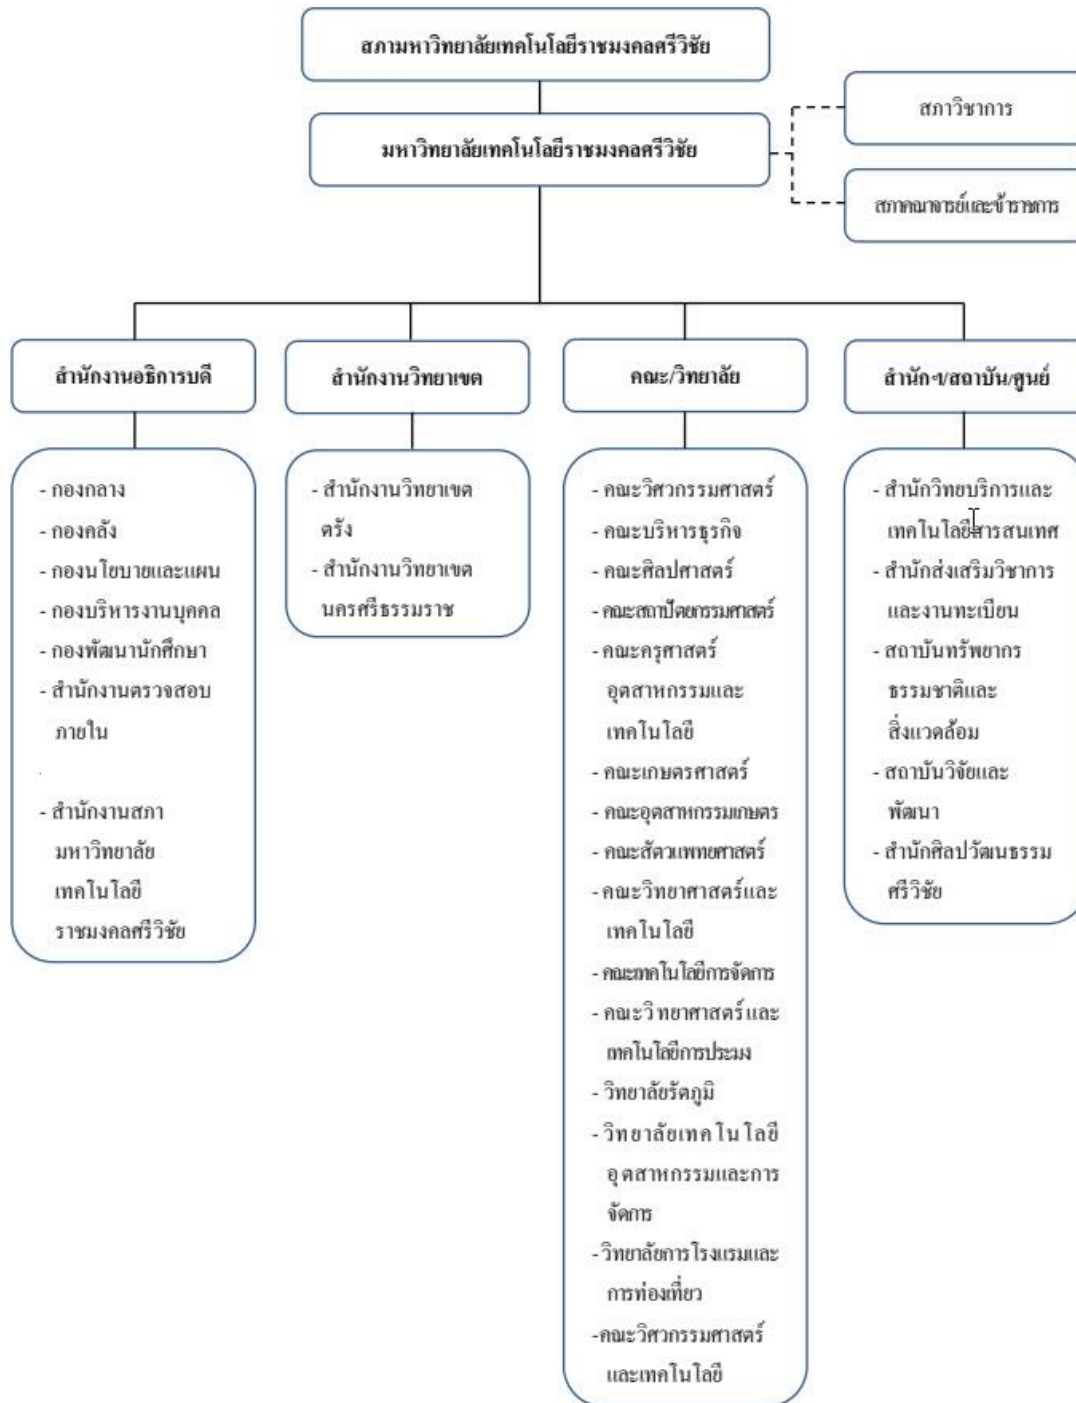 สภามหาวิทยาลัยเทคโนโลยีราชมงคลศรีวิชัย
มหาวิทยาลัยเทคโนโลยีราชมงคลศรีวิชัย
สภาวิชาการ
สภาคณาจารย์และข้าราชการ
สำนักงานอธิการบดี
- กองกลาง
- กองคลัง
- กองนโยบายและแผน
- กองบริหารงานบุคคล
- กองพัฒนานักศึกษา
- สำนักงานตรวจสอบ
ภายใน
- สำนักงานสภา
มหาวิทยาลัย
เทคโนโลยี
ราชมงคลศรีวิชัย
สำนักงานวิทยาเขต
- สำนักงานวิทยาเขต
ตรัง
- สำนักงานวิทยาเขต
นครศรีธรรมราช
คณะ/วิทยาลัย
- คณะวิศวกรรมศาสตร์
- คณะบริหารธุรกิจ
- คณะศิลปศาสตร์
- คณะสถาปัตยกรรมศาสตร์
- คณะครุศาสตร์
อุตสาหกรรมและ
เทคโนโลยี
- คณะเกษตรศาสตร์
- คณะอุตสาหกรรมเกษตร
- คณะสัตวแพทยศาสตร์
- คณะวิทยาศาสตร์และ
เทคโนโลยี
- คณะเทคโนโลยีการจัดการ
- คณะวิทยาศาสตร์และ
เทคโนโลยีการประมง
- วิทยาลัยรัตภูมิ
- วิทยาลัยเทคโนโลยี
อุตสาหกรรมและการ
จัดการ
- วิทยาลัยการโรงแรมและ
การท่องเที่ยว
-คณะวิศวกรรมศาสตร์
และเทคโนโลยี
สำนักฯ/สถาบัน/ศูนย์
- สำนักวิทยบริการและ
เทคโนโลยีสารสนเทศ
- สำนักส่งเสริมวิชาการ
และงานทะเบียน
- สถาบันทรัพยากร
ธรรมชาติและ
สิ่งแวดล้อม
- สถาบันวิจัยและ
พัฒนา
- สำนักศิลปวัฒนธรรม
ศรีวิชัย